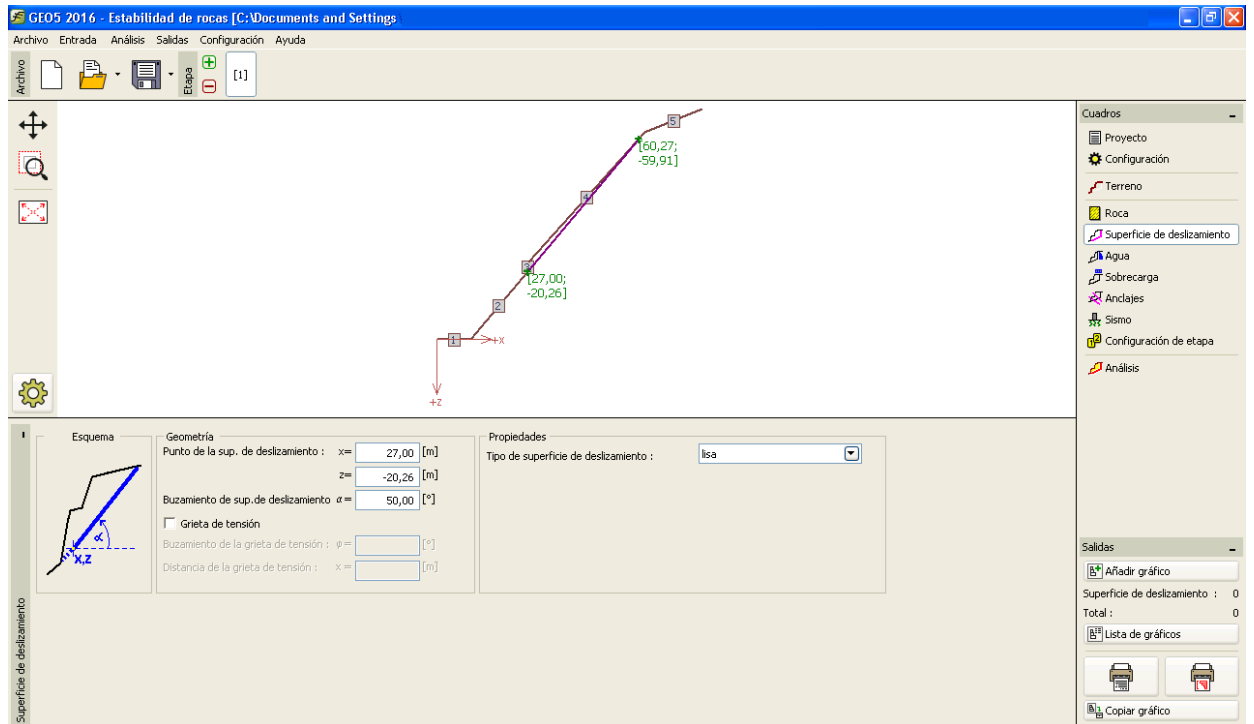 GEO5 2016 - Estabilidad de rocas [C:\Documents and Settings
Archivo Entrada Análisis Salidas Configuración Ayuda
Archivo
Etapa
[1]
5
[60,27;
-59,91]
4
3
[27,00;
-20,26]
2
1
+x
+z
Cuadros
Proyecto
Configuración
Terreno
Roca
Superficie de deslizamiento
Agua
Sobrecarga
Anclajes
Sismo
Configuración de etapa
Análisis
Superficie de deslizamiento
Esquema
α
x,z
Geometría
Punto de la sup. de deslizamiento : x= 27,00 [m]
z= -20,26 [m]
Buzamiento de sup.de deslizamiento α= 50,00 [°]
Grieta de tensión
Buzamiento de la grieta de tensión : φ= [°]
Distancia de la grieta de tensión : x= [m]
Propiedades
Tipo de superficie de deslizamiento : lisa
Salidas
Añadir gráfico
Superficie de deslizamiento : 0
Total : 0
Lista de gráficos
Copiar gráfico